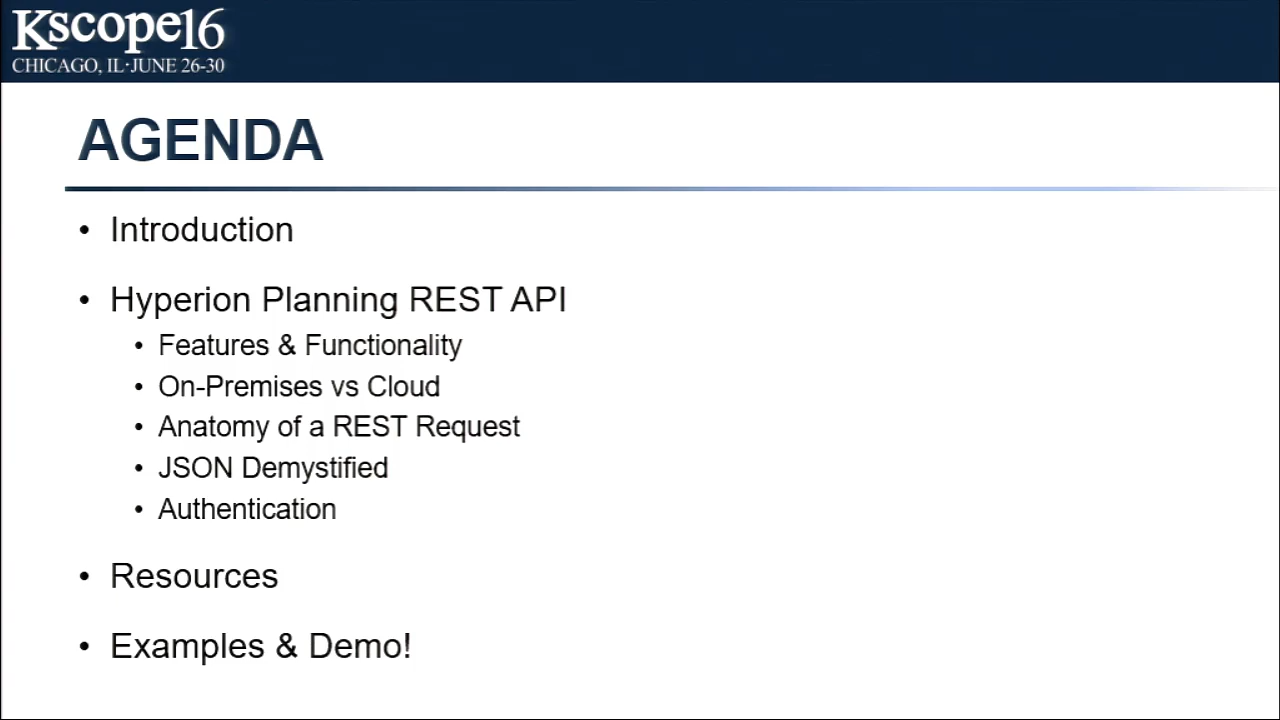 Kscope16
CHICAGO, IL·JUNE 26-30
AGENDA
• Introduction
• Hyperion Planning REST API
• Features & Functionality
• On-Premises vs Cloud
• Anatomy of a REST Request
• JSON Demystified
• Authentication
• Resources
• Examples & Demo!